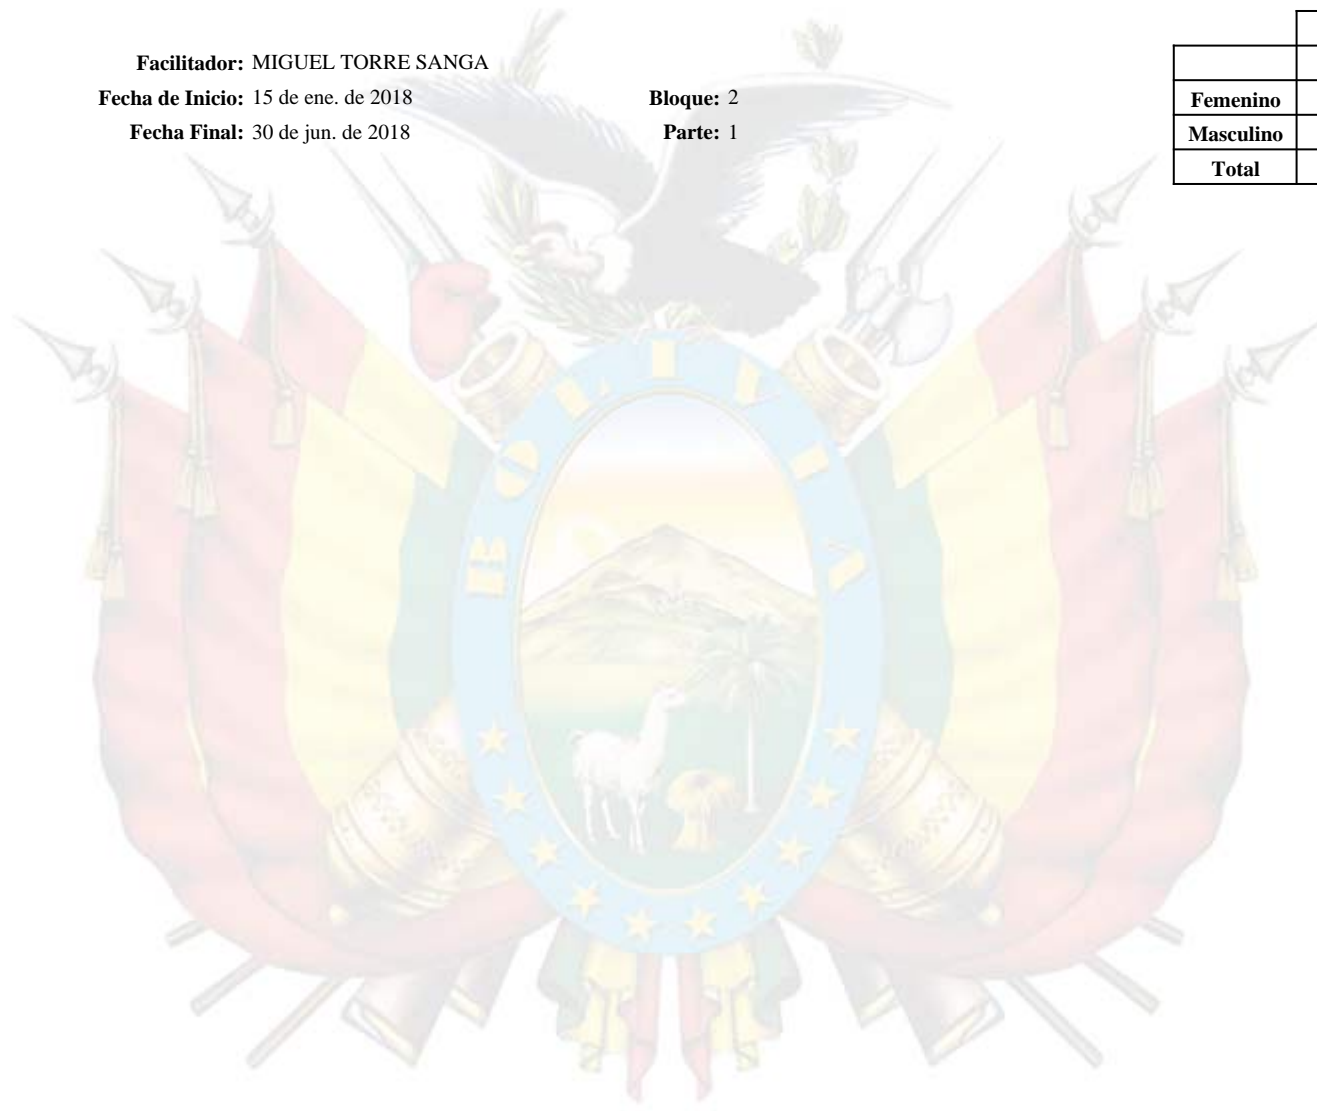 Facilitador: MIGUEL TORRE SANGA
Fecha de Inicio: 15 de ene. de 2018 Bloque: 2
Fecha Final: 30 de jun. de 2018 Parte: 1
Femenino
Masculino
Total
BOLIVIA